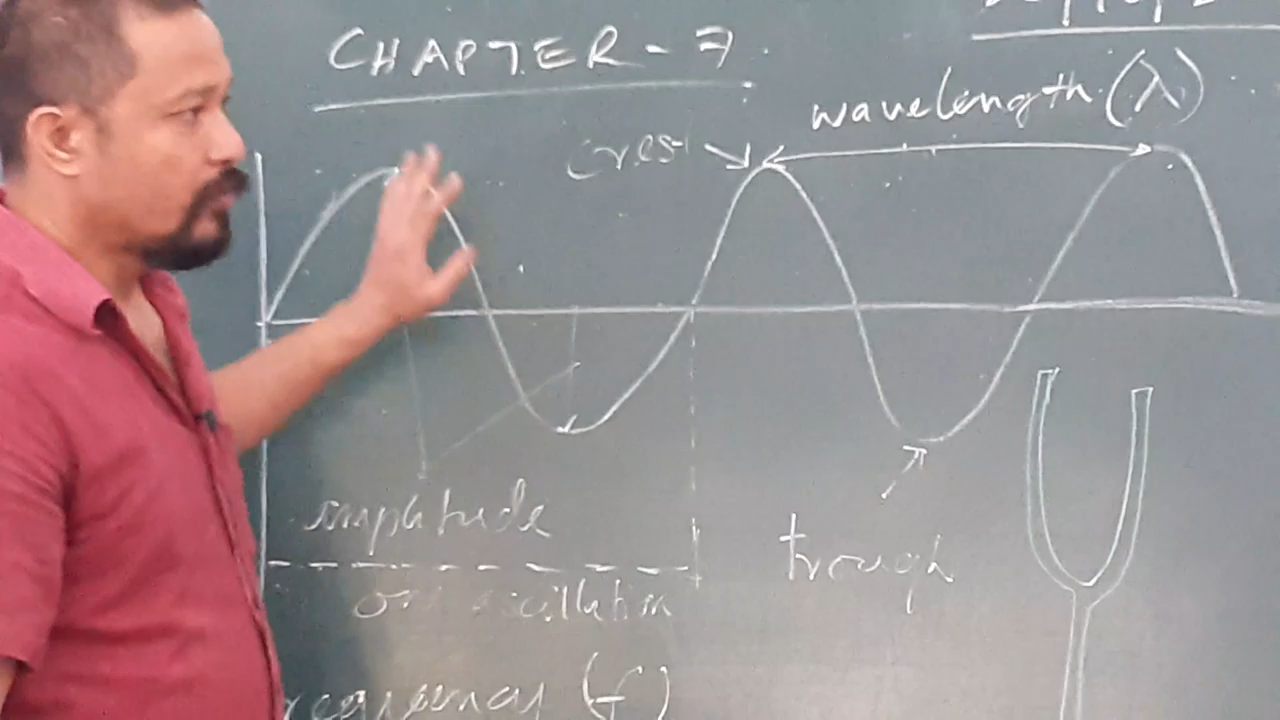 CHAPTER - 7
wavelength (λ)
crest
amplitude
trough
one oscillation
frequency (f)